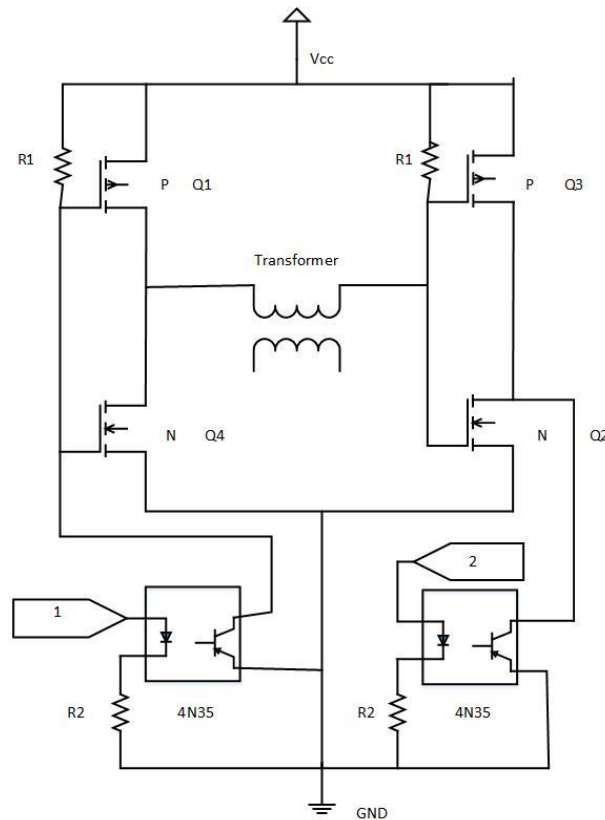 Vcc
R1
R1
P Q1
P Q3
Transformer
N Q4
N Q2
1
2
R2
4N35
R2
4N35
GND